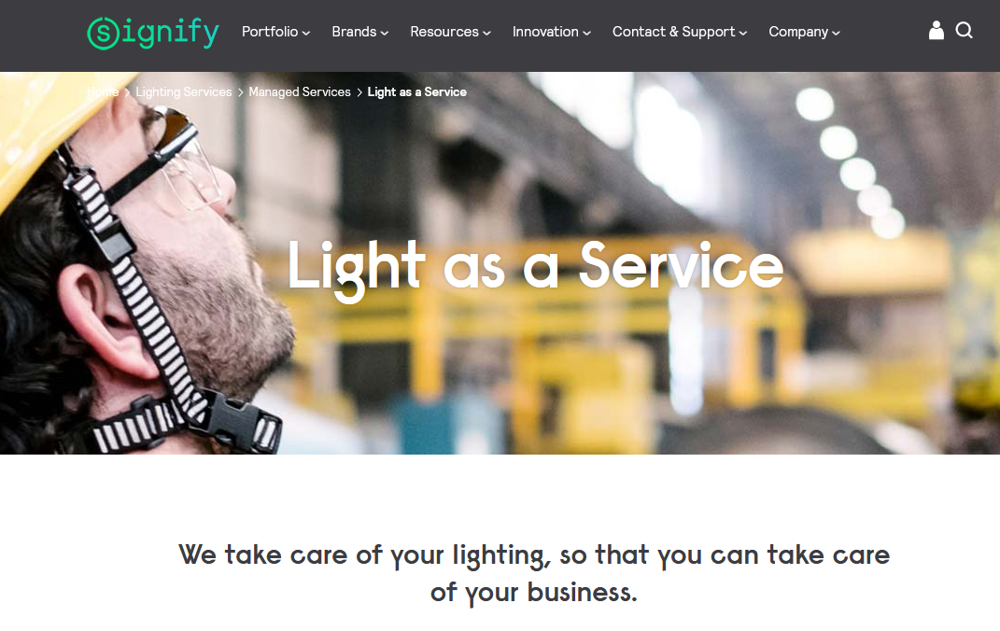 signify Portfolio Brands Resources Innovation Contact & Support Company
Home Lighting Services Managed Services Light as a Service
Light as a Service
We take care of your lighting, so that you can take care
of your business.